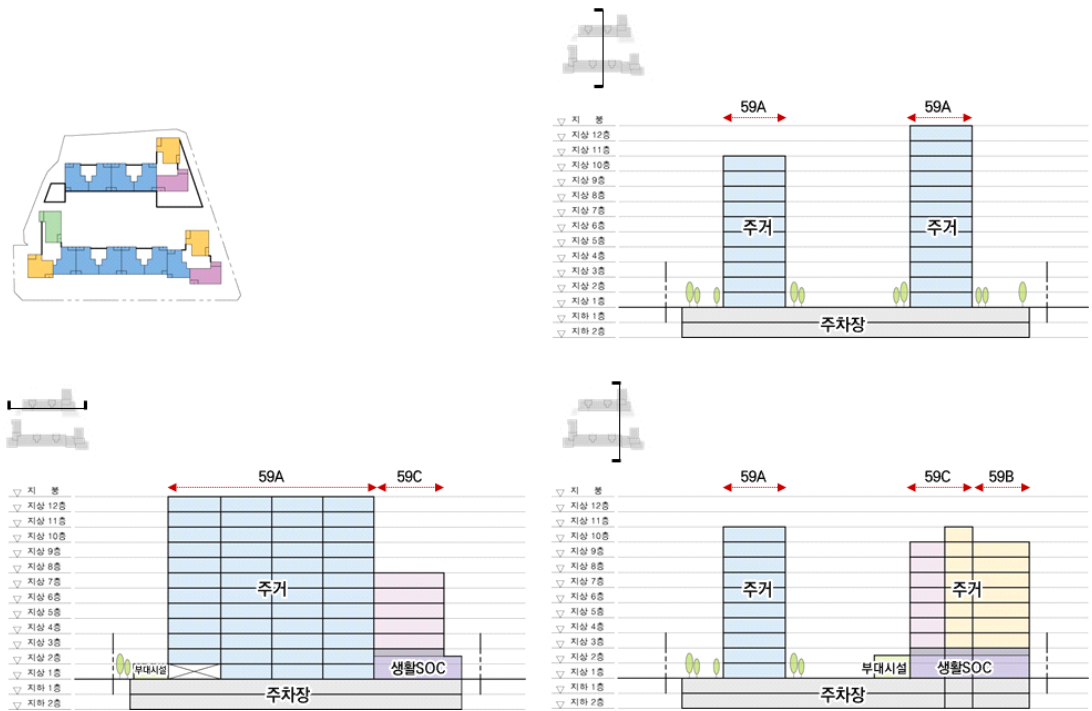 59A
59A
지 붕
지상 12층
지상 11층
지상 10층
지상 9층
지상 8층
지상 7층
지상 6층
지상 5층
지상 4층
지상 3층
지상 2층
지상 1층
지하 1층
지하 2층
주거
주거
주차장
59A
59C
지 붕
지상 12층
지상 11층
지상 10층
지상 9층
지상 8층
지상 7층
지상 6층
지상 5층
지상 4층
지상 3층
지상 2층
지상 1층
지하 1층
지하 2층
주거
부대시설
생활SOC
주차장
59A
59C
59B
지 붕
지상 12층
지상 11층
지상 10층
지상 9층
지상 8층
지상 7층
지상 6층
지상 5층
지상 4층
지상 3층
지상 2층
지상 1층
지하 1층
지하 2층
주거
주거
부대시설
생활SOC
주차장